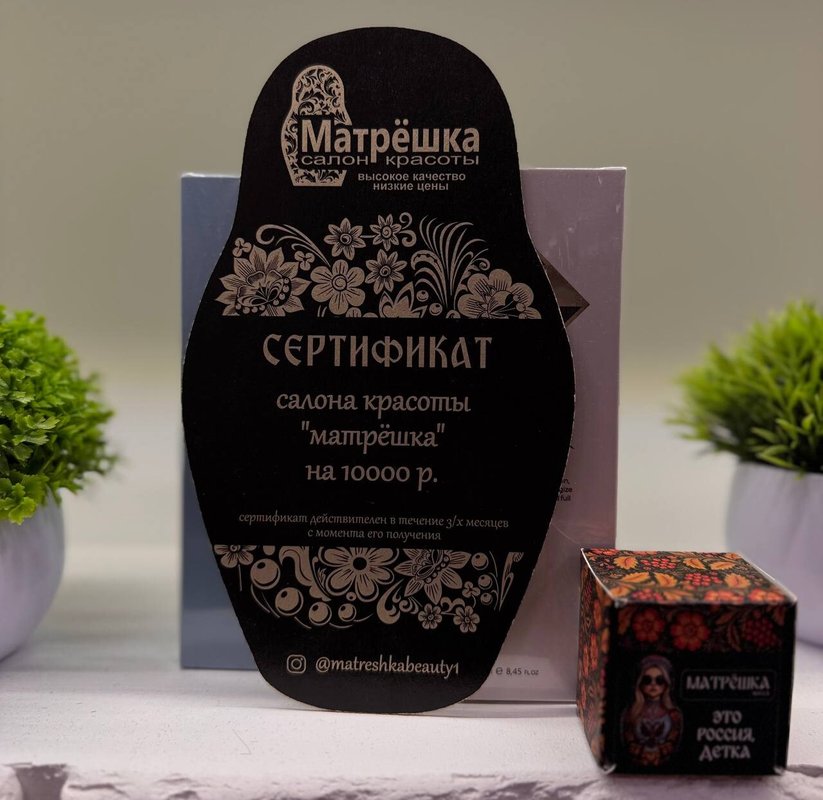 Матрёшка
салон красоты
высокое качество
низкие цены
СЕРТИФИКАТ
салона красоты
"матрёшка"
на 10000 р.
сертификат действителен в течение 3/х месяцев
с момента его получения
@matreshkabeauty1
℮ 8,45 fl.oz
МАТРЁШКА
ЭТО
РОССИЯ,
ДЕТКА